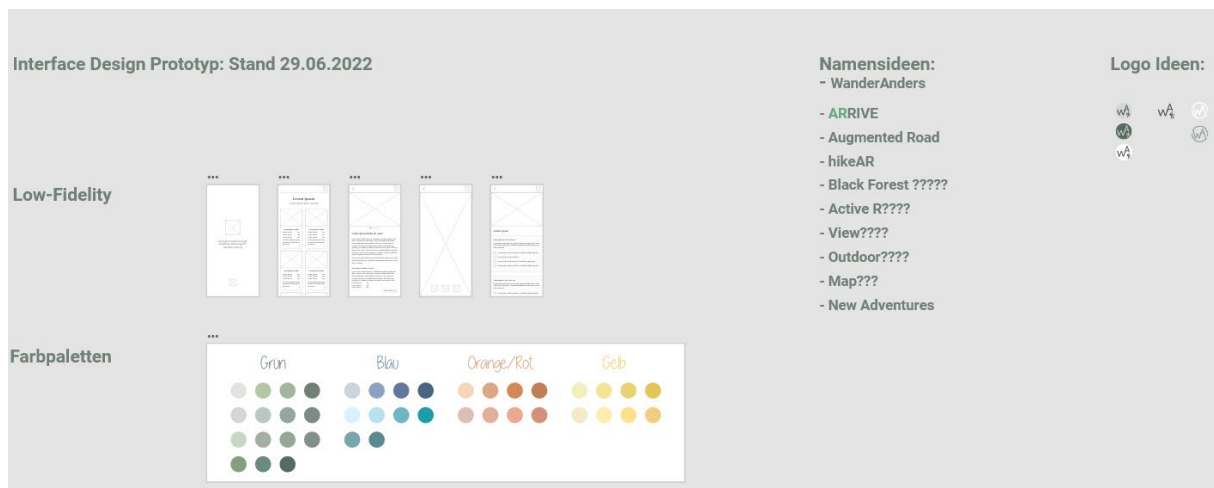 Interface Design Prototyp: Stand 29.06.2022
Namensideen:
- WanderAnders
- ARRIVE
- Augmented Road
- hikeAR
- Black Forest ?????
- Active R????
- View????
- Outdoor????
- Map???
- New Adventures
Logo Ideen:
Low-Fidelity
Farbpaletten
Grün
Blau
Orange/Rot
Gelb